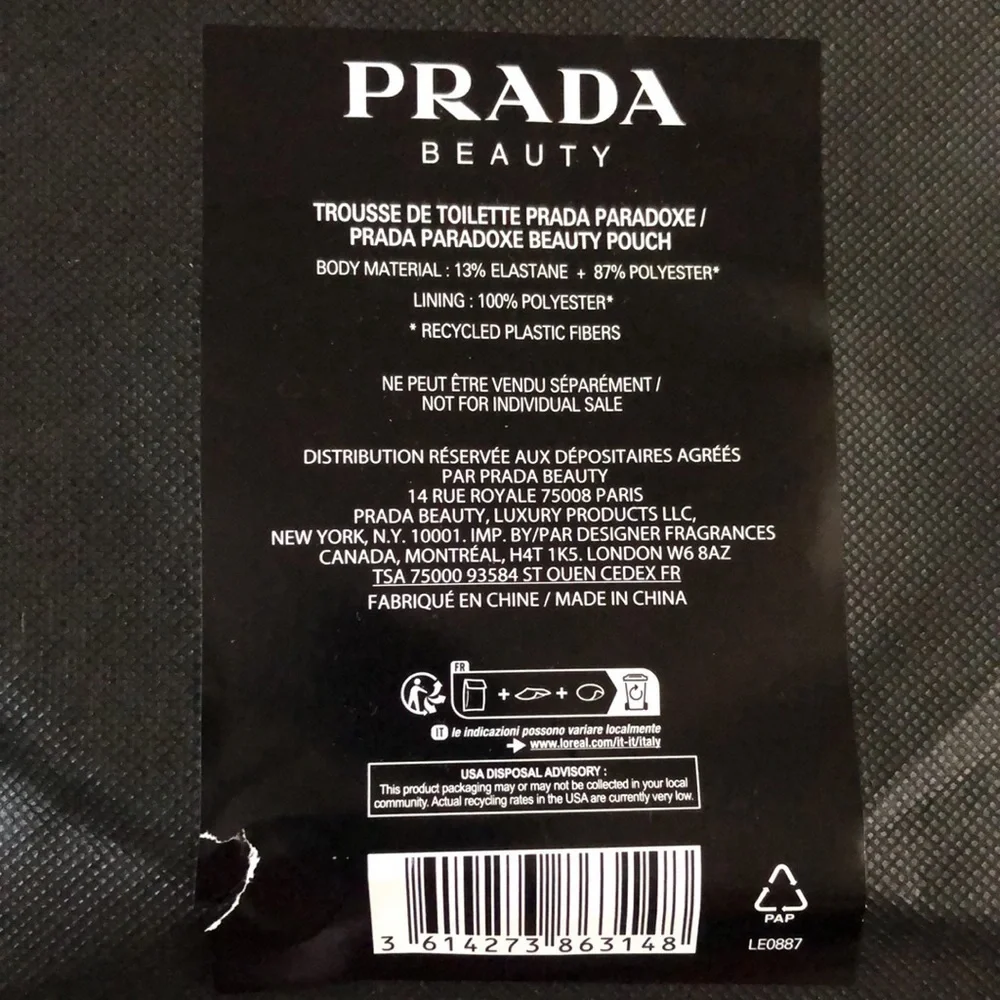 PRADA
BEAUTY
TROUSSE DE TOILETTE PRADA PARADOXE /
PRADA PARADOXE BEAUTY POUCH
BODY MATERIAL : 13% ELASTANE + 87% POLYESTER*
LINING : 100% POLYESTER*
* RECYCLED PLASTIC FIBERS
NE PEUT ÊTRE VENDU SÉPARÉMENT /
NOT FOR INDIVIDUAL SALE
DISTRIBUTION RÉSERVÉE AUX DÉPOSITAIRES AGRÉÉS
PAR PRADA BEAUTY
14 RUE ROYALE 75008 PARIS
PRADA BEAUTY, LUXURY PRODUCTS LLC,
NEW YORK, N.Y. 10001. IMP. BY/PAR DESIGNER FRAGRANCES
CANADA, MONTRÉAL, H4T 1K5. LONDON W6 8AZ
TSA 75000 93584 ST OUEN CEDEX FR
FABRIQUÉ EN CHINE / MADE IN CHINA
FR
+ +
IT le indicazioni possono variare localmente
www.loreal.com/it-it/italy
USA DISPOSAL ADVISORY :
This product packaging may or may not be collected in your local
community. Actual recycling rates in the USA are currently very low.
3 614273 863148
PAP
LE0887